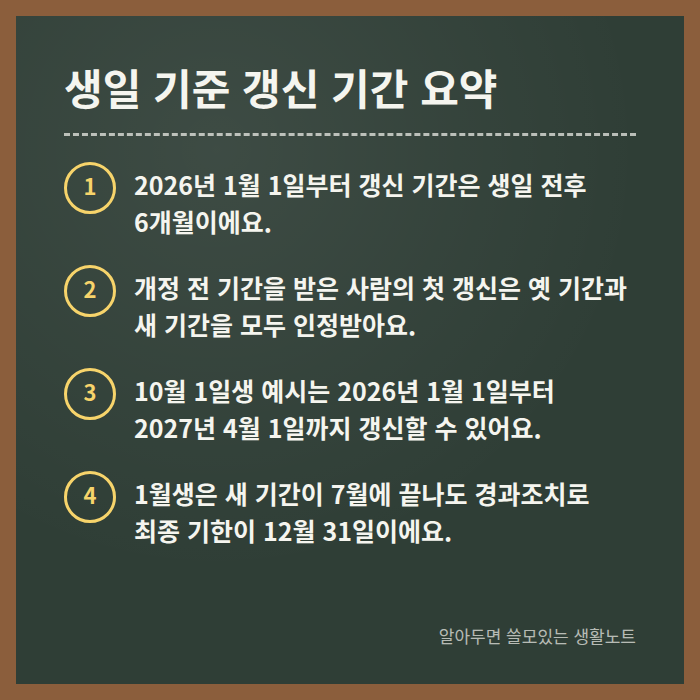 생일 기준 갱신 기간 요약
1 2026년 1월 1일부터 갱신 기간은 생일 전후
6개월이에요.
2 개정 전 기간을 받은 사람의 첫 갱신은 옛 기간과
새 기간을 모두 인정받아요.
3 10월 1일생 예시는 2026년 1월 1일부터
2027년 4월 1일까지 갱신할 수 있어요.
4 1월생은 새 기간이 7월에 끝나도 경과조치로
최종 기한이 12월 31일이에요.
알아두면 쓸모있는 생활노트